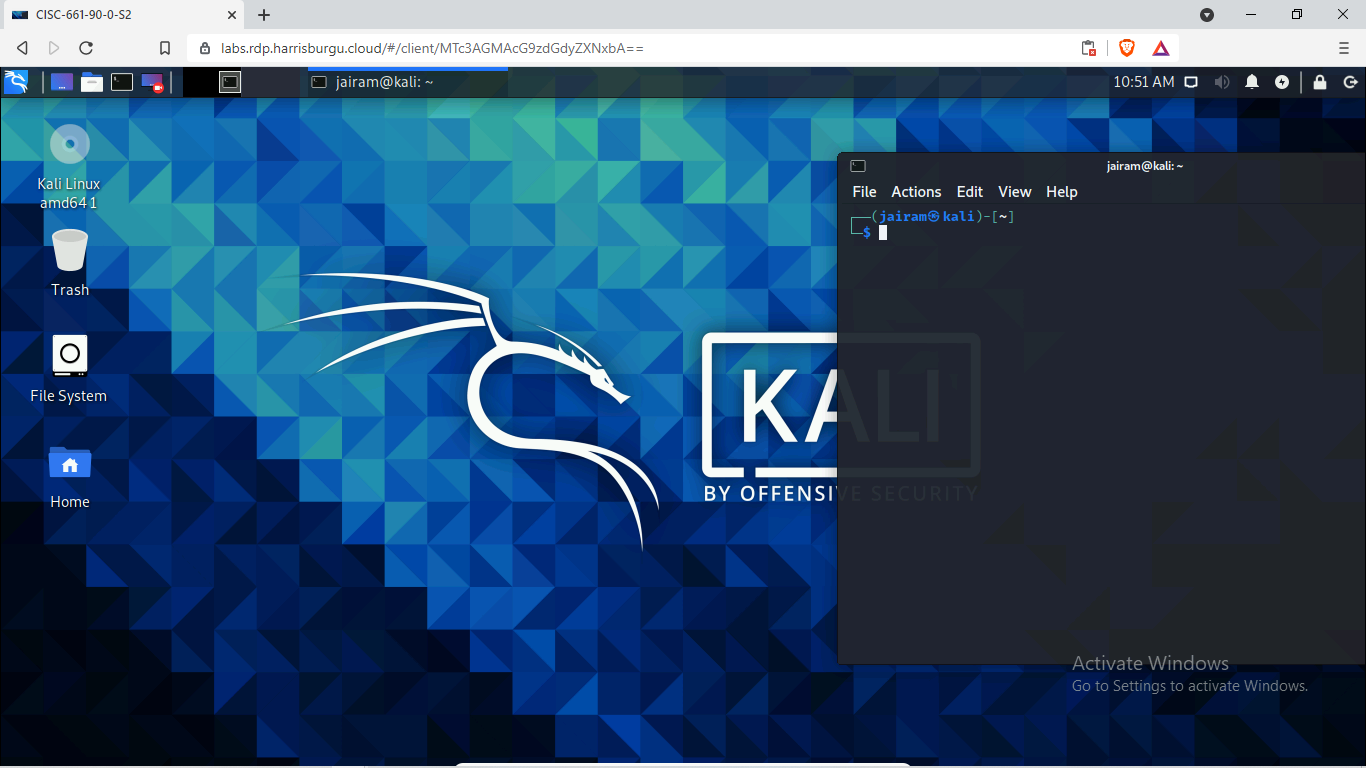 CISC-661-90-0-S2
labs.rdp.harrisburgu.cloud/#/client/MTc3AGMAcG9zdGdyZXNxbA==
jairam@kali: ~
10:51 AM
Kali Linux
amd64 1
Trash
File System
Home
KALI
BY OFFENSIVE SECURITY
jairam@kali: ~
File Actions Edit View Help
┌──(jairam㉿kali)-[~]
└─$
Activate Windows
Go to Settings to activate Windows.